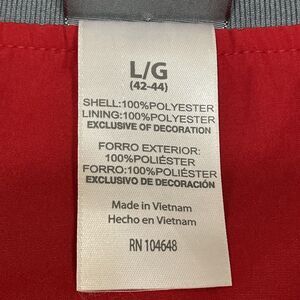 L/G
(42-44)
SHELL:100%POLYESTER
LINING:100%POLYESTER
EXCLUSIVE OF DECORATION
FORRO EXTERIOR:
100%POLIÉSTER
FORRO:100%POLIÉSTER
EXCLUSIVO DE DECORACIÓN
Made in Vietnam
Hecho en Vietnam
RN 104648